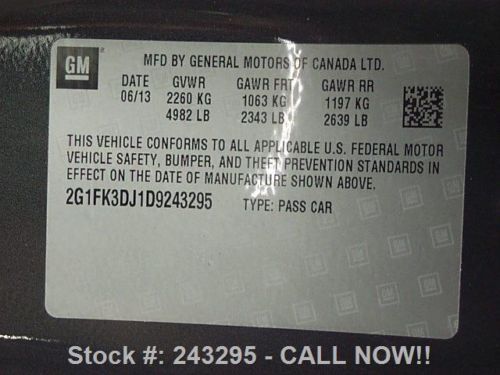 GM
MFD BY GENERAL MOTORS OF CANADA LTD.
DATE GVWR GAWR FRT GAWR RR
06/13 2260 KG 1063 KG 1197 KG
4982 LB 2343 LB 2639 LB
THIS VEHICLE CONFORMS TO ALL APPLICABLE U.S. FEDERAL MOTOR
VEHICLE SAFETY, BUMPER, AND THEFT PREVENTION STANDARDS IN
EFFECT ON THE DATE OF MANUFACTURE SHOWN ABOVE.
2G1FK3DJ1D9243295 TYPE: PASS CAR
Stock #: 243295 - CALL NOW!!